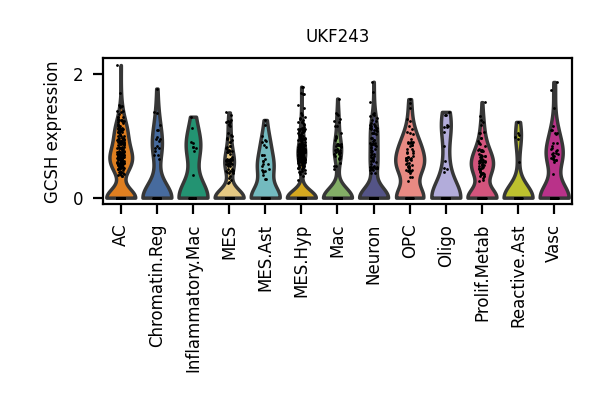 UKF243
GCSH expression
2
0
AC
Chromatin.Reg
Inflammatory.Mac
MES
MES.Ast
MES.Hyp
Mac
Neuron
OPC
Oligo
Prolif.Metab
Reactive.Ast
Vasc